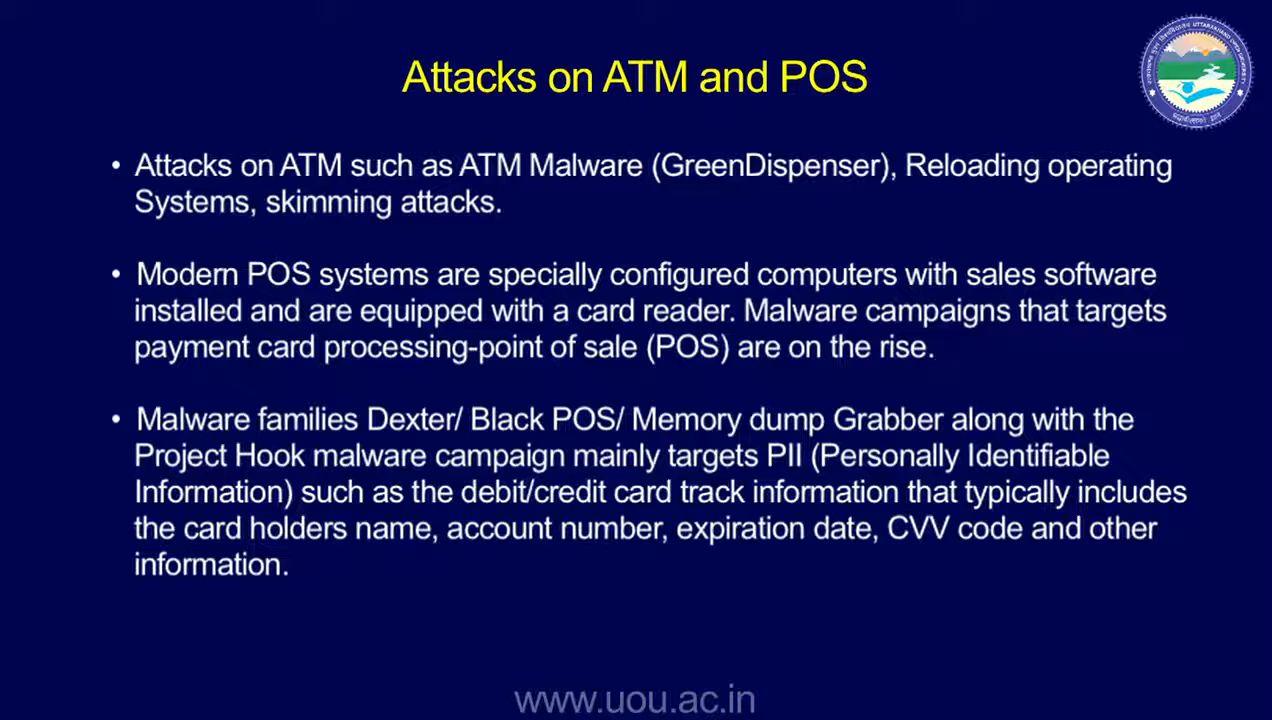 Attacks on ATM and POS
• Attacks on ATM such as ATM Malware (GreenDispenser), Reloading operating
Systems, skimming attacks.
• Modern POS systems are specially configured computers with sales software
installed and are equipped with a card reader. Malware campaigns that targets
payment card processing-point of sale (POS) are on the rise.
• Malware families Dexter/ Black POS/ Memory dump Grabber along with the
Project Hook malware campaign mainly targets PII (Personally Identifiable
Information) such as the debit/credit card track information that typically includes
the card holders name, account number, expiration date, CVV code and other
information.
www.uou.ac.in